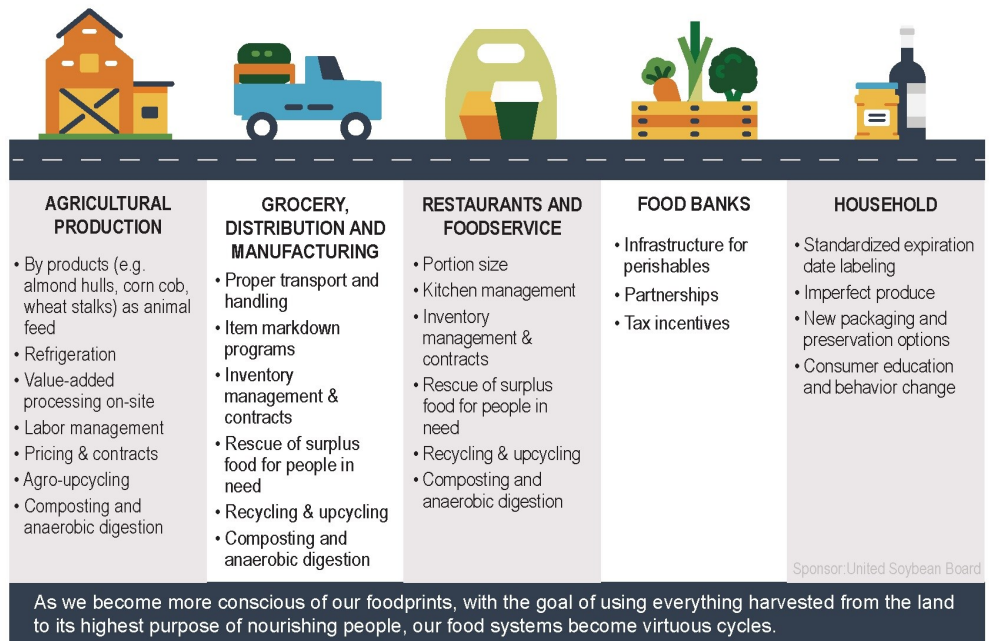 AGRICULTURAL
PRODUCTION
• By products (e.g.
almond hulls, corn cob,
wheat stalks) as animal
feed
• Refrigeration
• Value-added
processing on-site
• Labor management
• Pricing & contracts
• Agro-upcycling
• Composting and
anaerobic digestion
GROCERY,
DISTRIBUTION AND
MANUFACTURING
• Proper transport and
handling
• Item markdown
programs
• Inventory
management &
contracts
• Rescue of surplus
food for people in
need
• Recycling & upcycling
• Composting and
anaerobic digestion
RESTAURANTS AND
FOODSERVICE
• Portion size
• Kitchen management
• Inventory
management &
contracts
• Rescue of surplus
food for people in
need
• Recycling & upcycling
• Composting and
anaerobic digestion
FOOD BANKS
• Infrastructure for
perishables
• Partnerships
• Tax incentives
HOUSEHOLD
• Standardized expiration
date labeling
• Imperfect produce
• New packaging and
preservation options
• Consumer education
and behavior change
Sponsor:United Soybean Board
As we become more conscious of our foodprints, with the goal of using everything harvested from the land
to its highest purpose of nourishing people, our food systems become virtuous cycles.